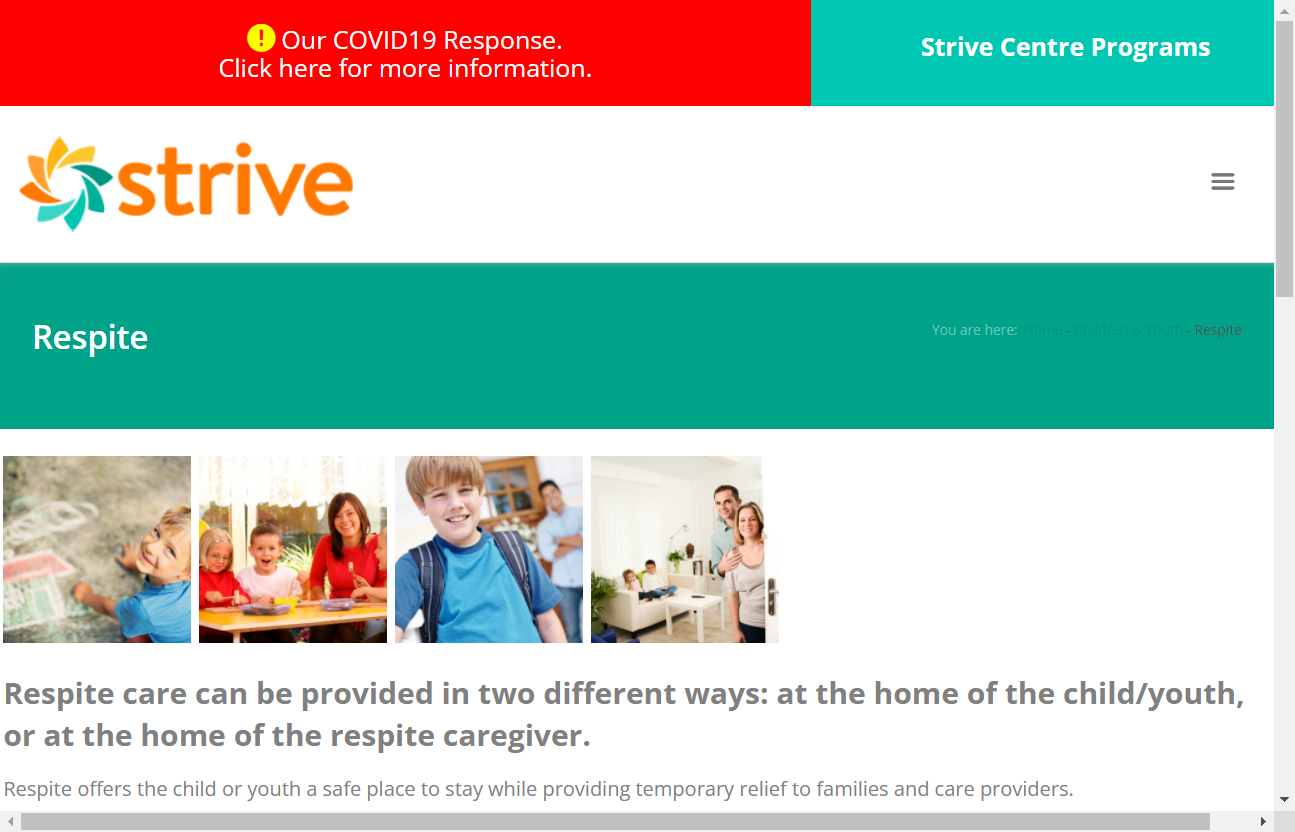 ! Our COVID19 Response.
Click here for more information.
Strive Centre Programs
strive
Respite
You are here: Home - Children & Youth - Respite
Respite care can be provided in two different ways: at the home of the child/youth,
or at the home of the respite caregiver.
Respite offers the child or youth a safe place to stay while providing temporary relief to families and care providers.